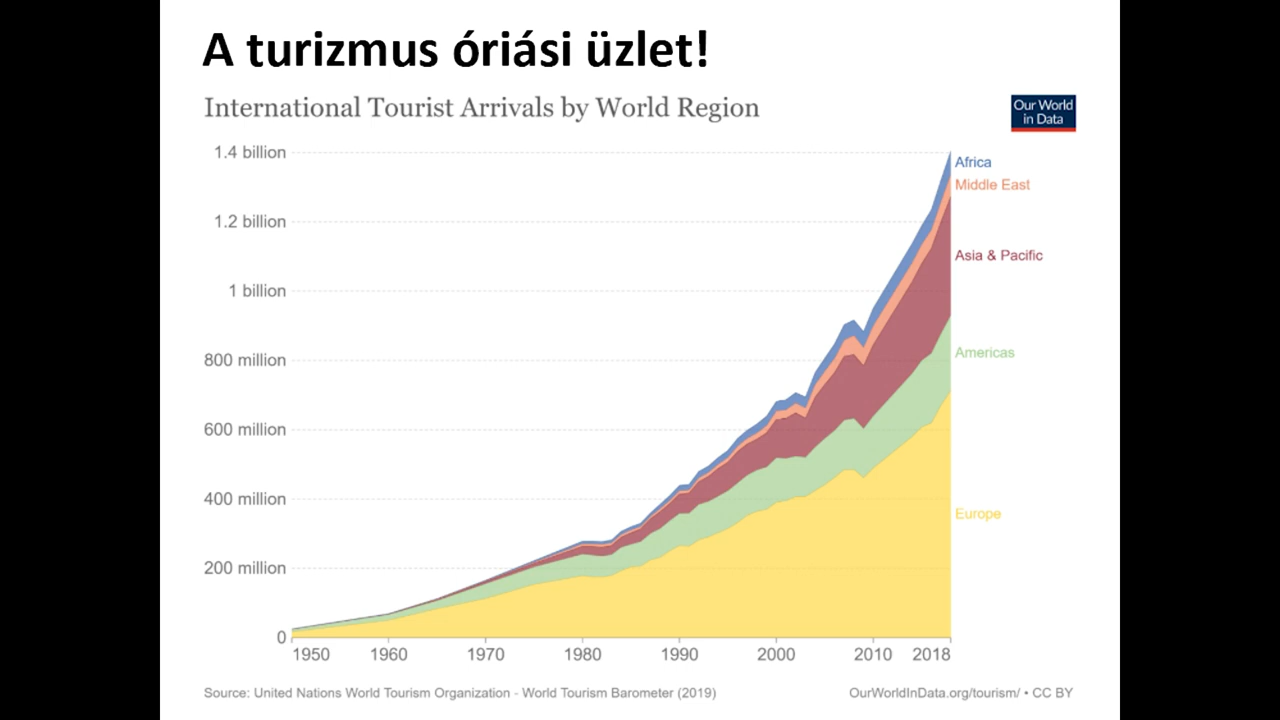 A turizmus óriási üzlet!
International Tourist Arrivals by World Region
Our World
in Data
1.4 billion
1.2 billion
1 billion
800 million
600 million
400 million
200 million
0
Africa
Middle East
Asia & Pacific
Americas
Europe
1950 1960 1970 1980 1990 2000 2010 2018
Source: United Nations World Tourism Organization - World Tourism Barometer (2019)
OurWorldInData.org/tourism/ • CC BY